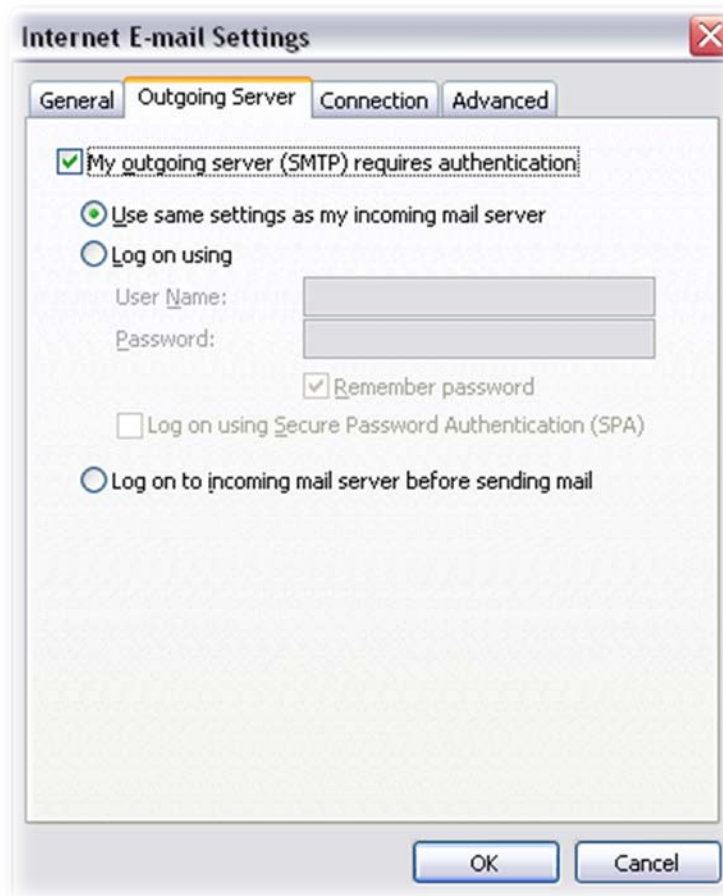 Internet E-mail Settings
General Outgoing Server Connection Advanced
My outgoing server (SMTP) requires authentication
Use same settings as my incoming mail server
Log on using
User Name:
Password:
Remember password
Log on using Secure Password Authentication (SPA)
Log on to incoming mail server before sending mail
OK Cancel